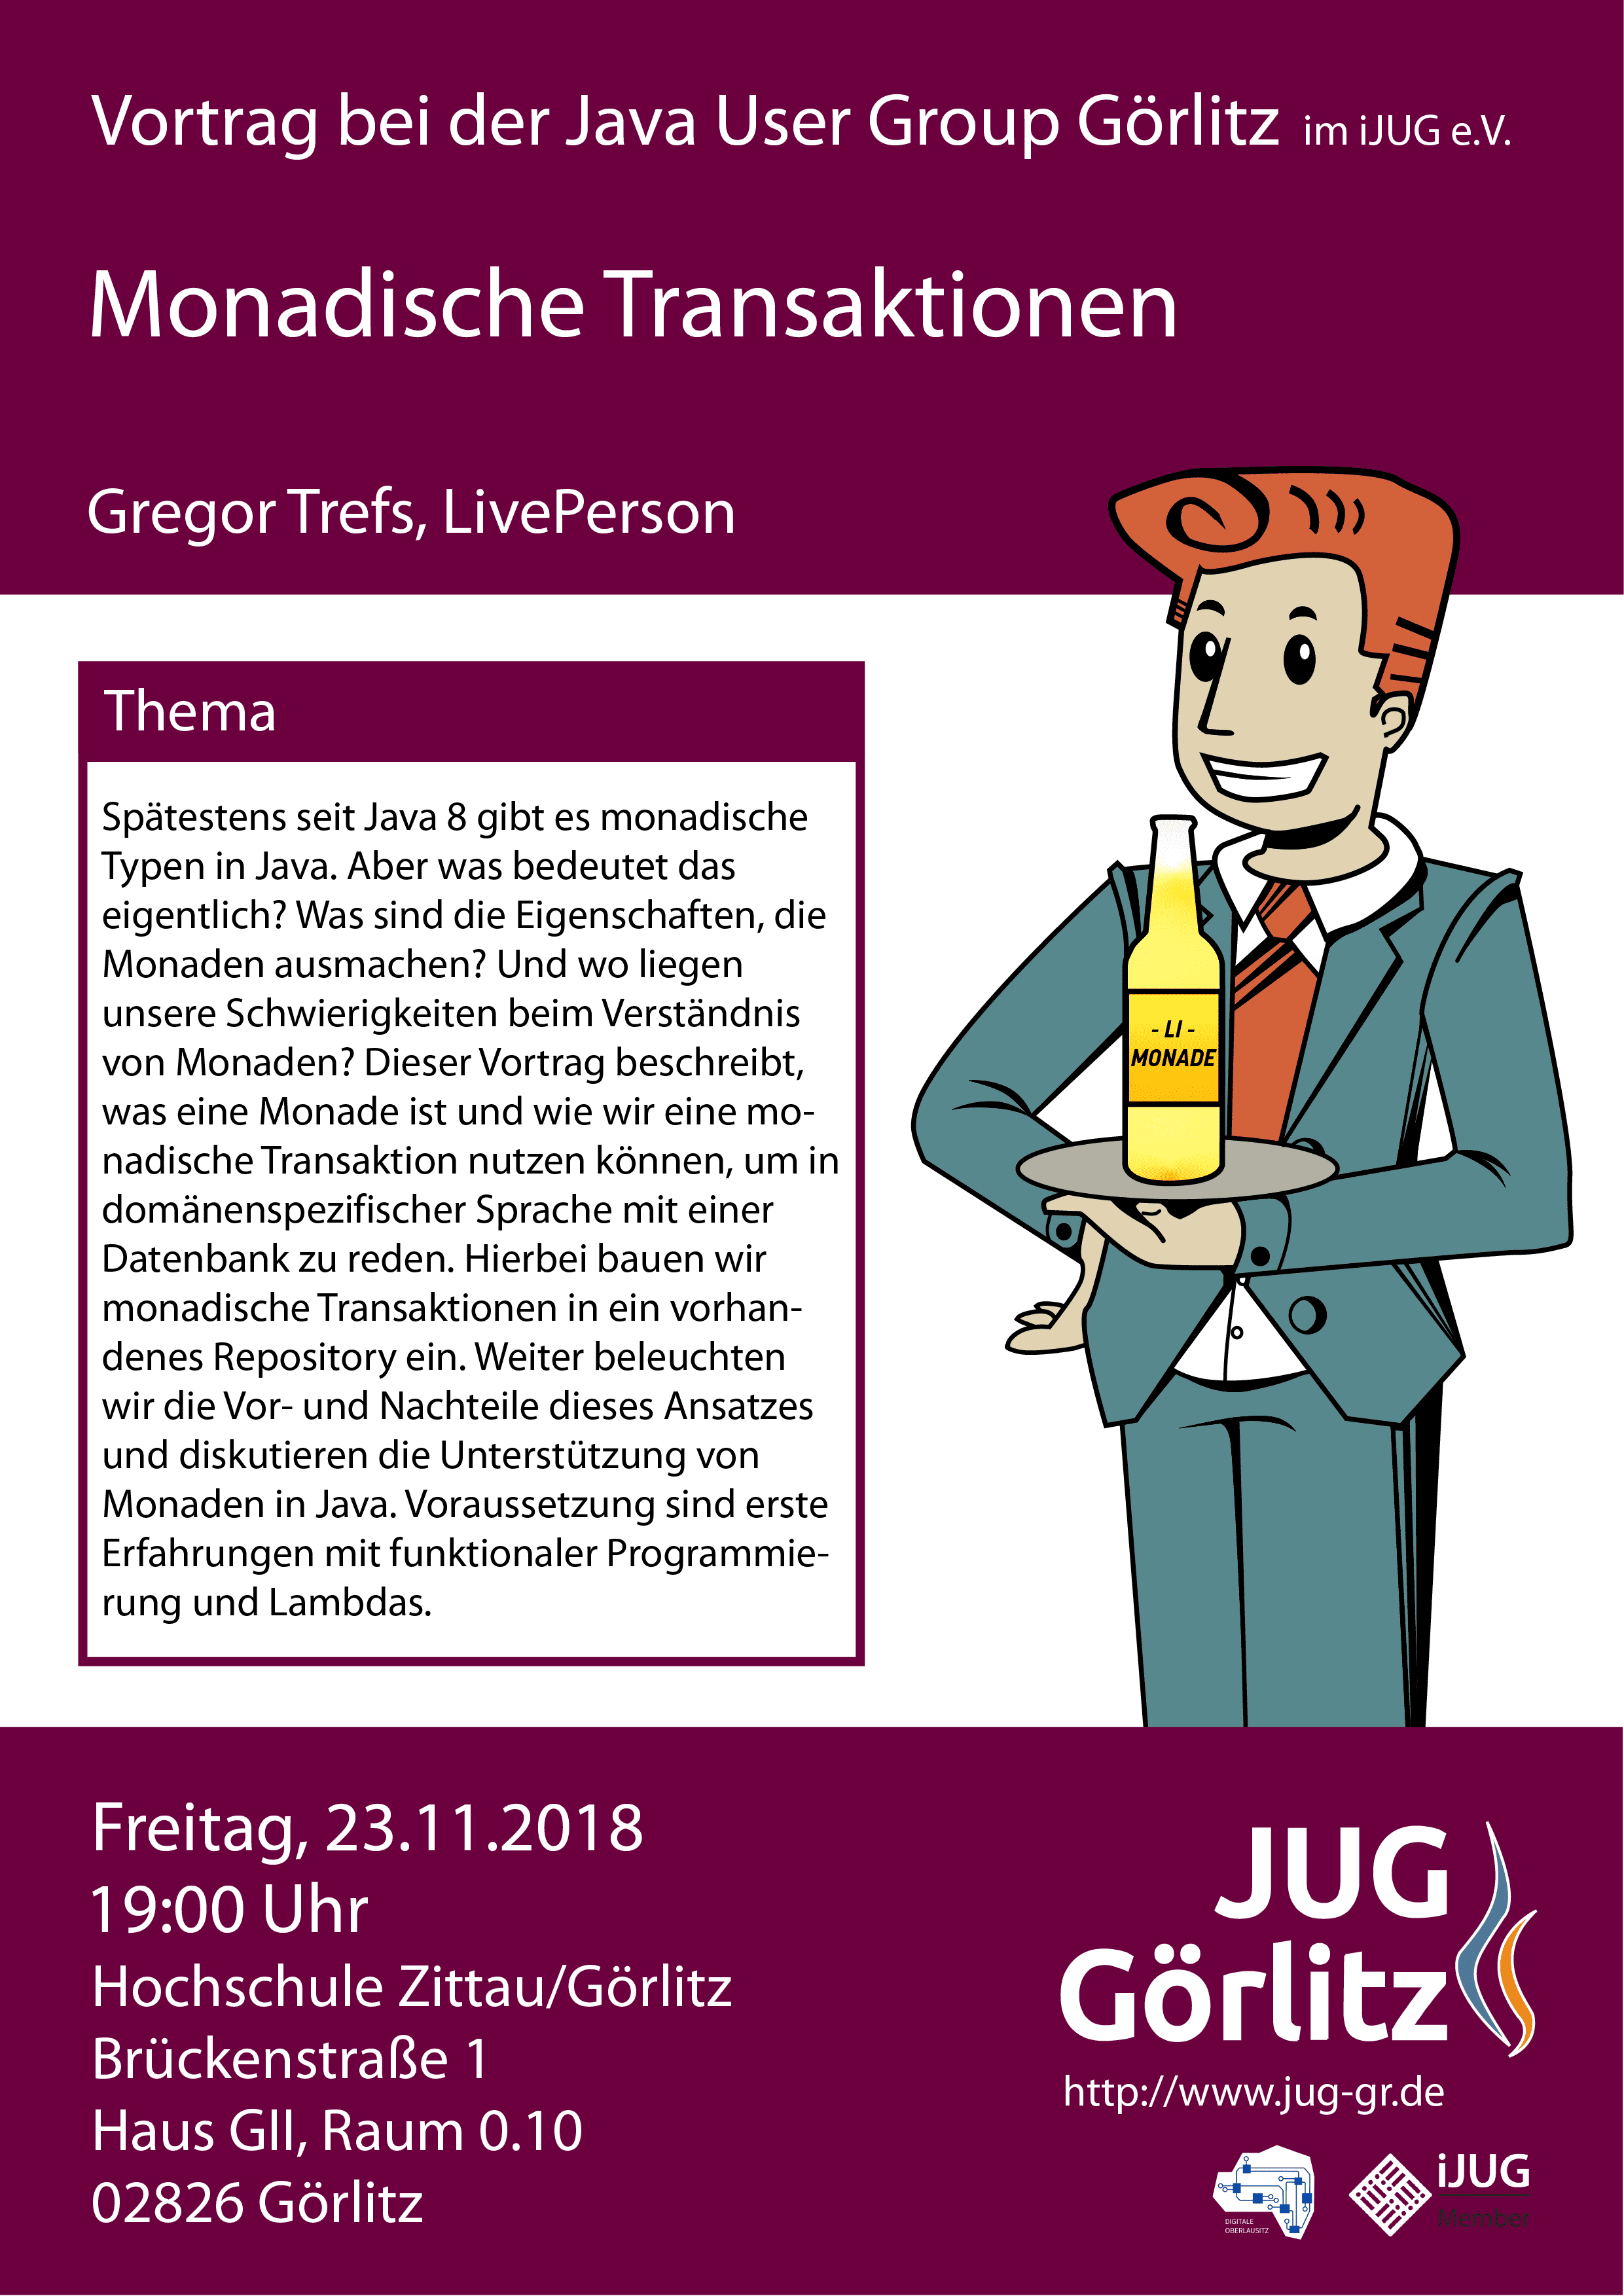 Vortrag bei der Java User Group Görlitz im iJUG e.V.
Monadische Transaktionen
Gregor Trefs, LivePerson
Thema
Spätestens seit Java 8 gibt es monadische
Typen in Java. Aber was bedeutet das
eigentlich? Was sind die Eigenschaften, die
Monaden ausmachen? Und wo liegen
unsere Schwierigkeiten beim Verständnis
von Monaden? Dieser Vortrag beschreibt,
was eine Monade ist und wie wir eine mo-
nadische Transaktion nutzen können, um in
domänenspezifischer Sprache mit einer
Datenbank zu reden. Hierbei bauen wir
monadische Transaktionen in ein vorhan-
denes Repository ein. Weiter beleuchten
wir die Vor- und Nachteile dieses Ansatzes
und diskutieren die Unterstützung von
Monaden in Java. Voraussetzung sind erste
Erfahrungen mit funktionaler Programmie-
rung und Lambdas.
- LI -
MONADE
Freitag, 23.11.2018
19:00 Uhr
Hochschule Zittau/Görlitz
Brückenstraße 1
Haus GII, Raum 0.10
02826 Görlitz
JUG
Görlitz
http://www.jug-gr.de
DIGITALE
OBERLAUSITZ
iJUG
Member